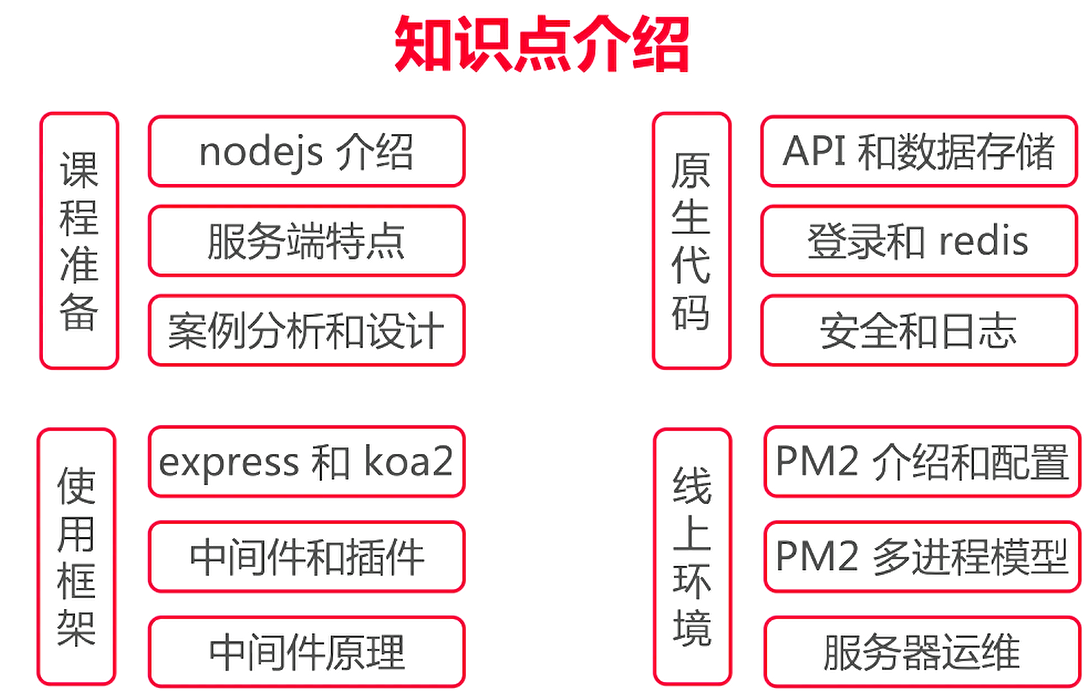 知识点介绍
课程准备
nodejs 介绍
服务端特点
案例分析和设计
原生代码
API 和数据存储
登录和 redis
安全和日志
使用框架
express 和 koa2
中间件和插件
中间件原理
线上环境
PM2 介绍和配置
PM2 多进程模型
服务器运维